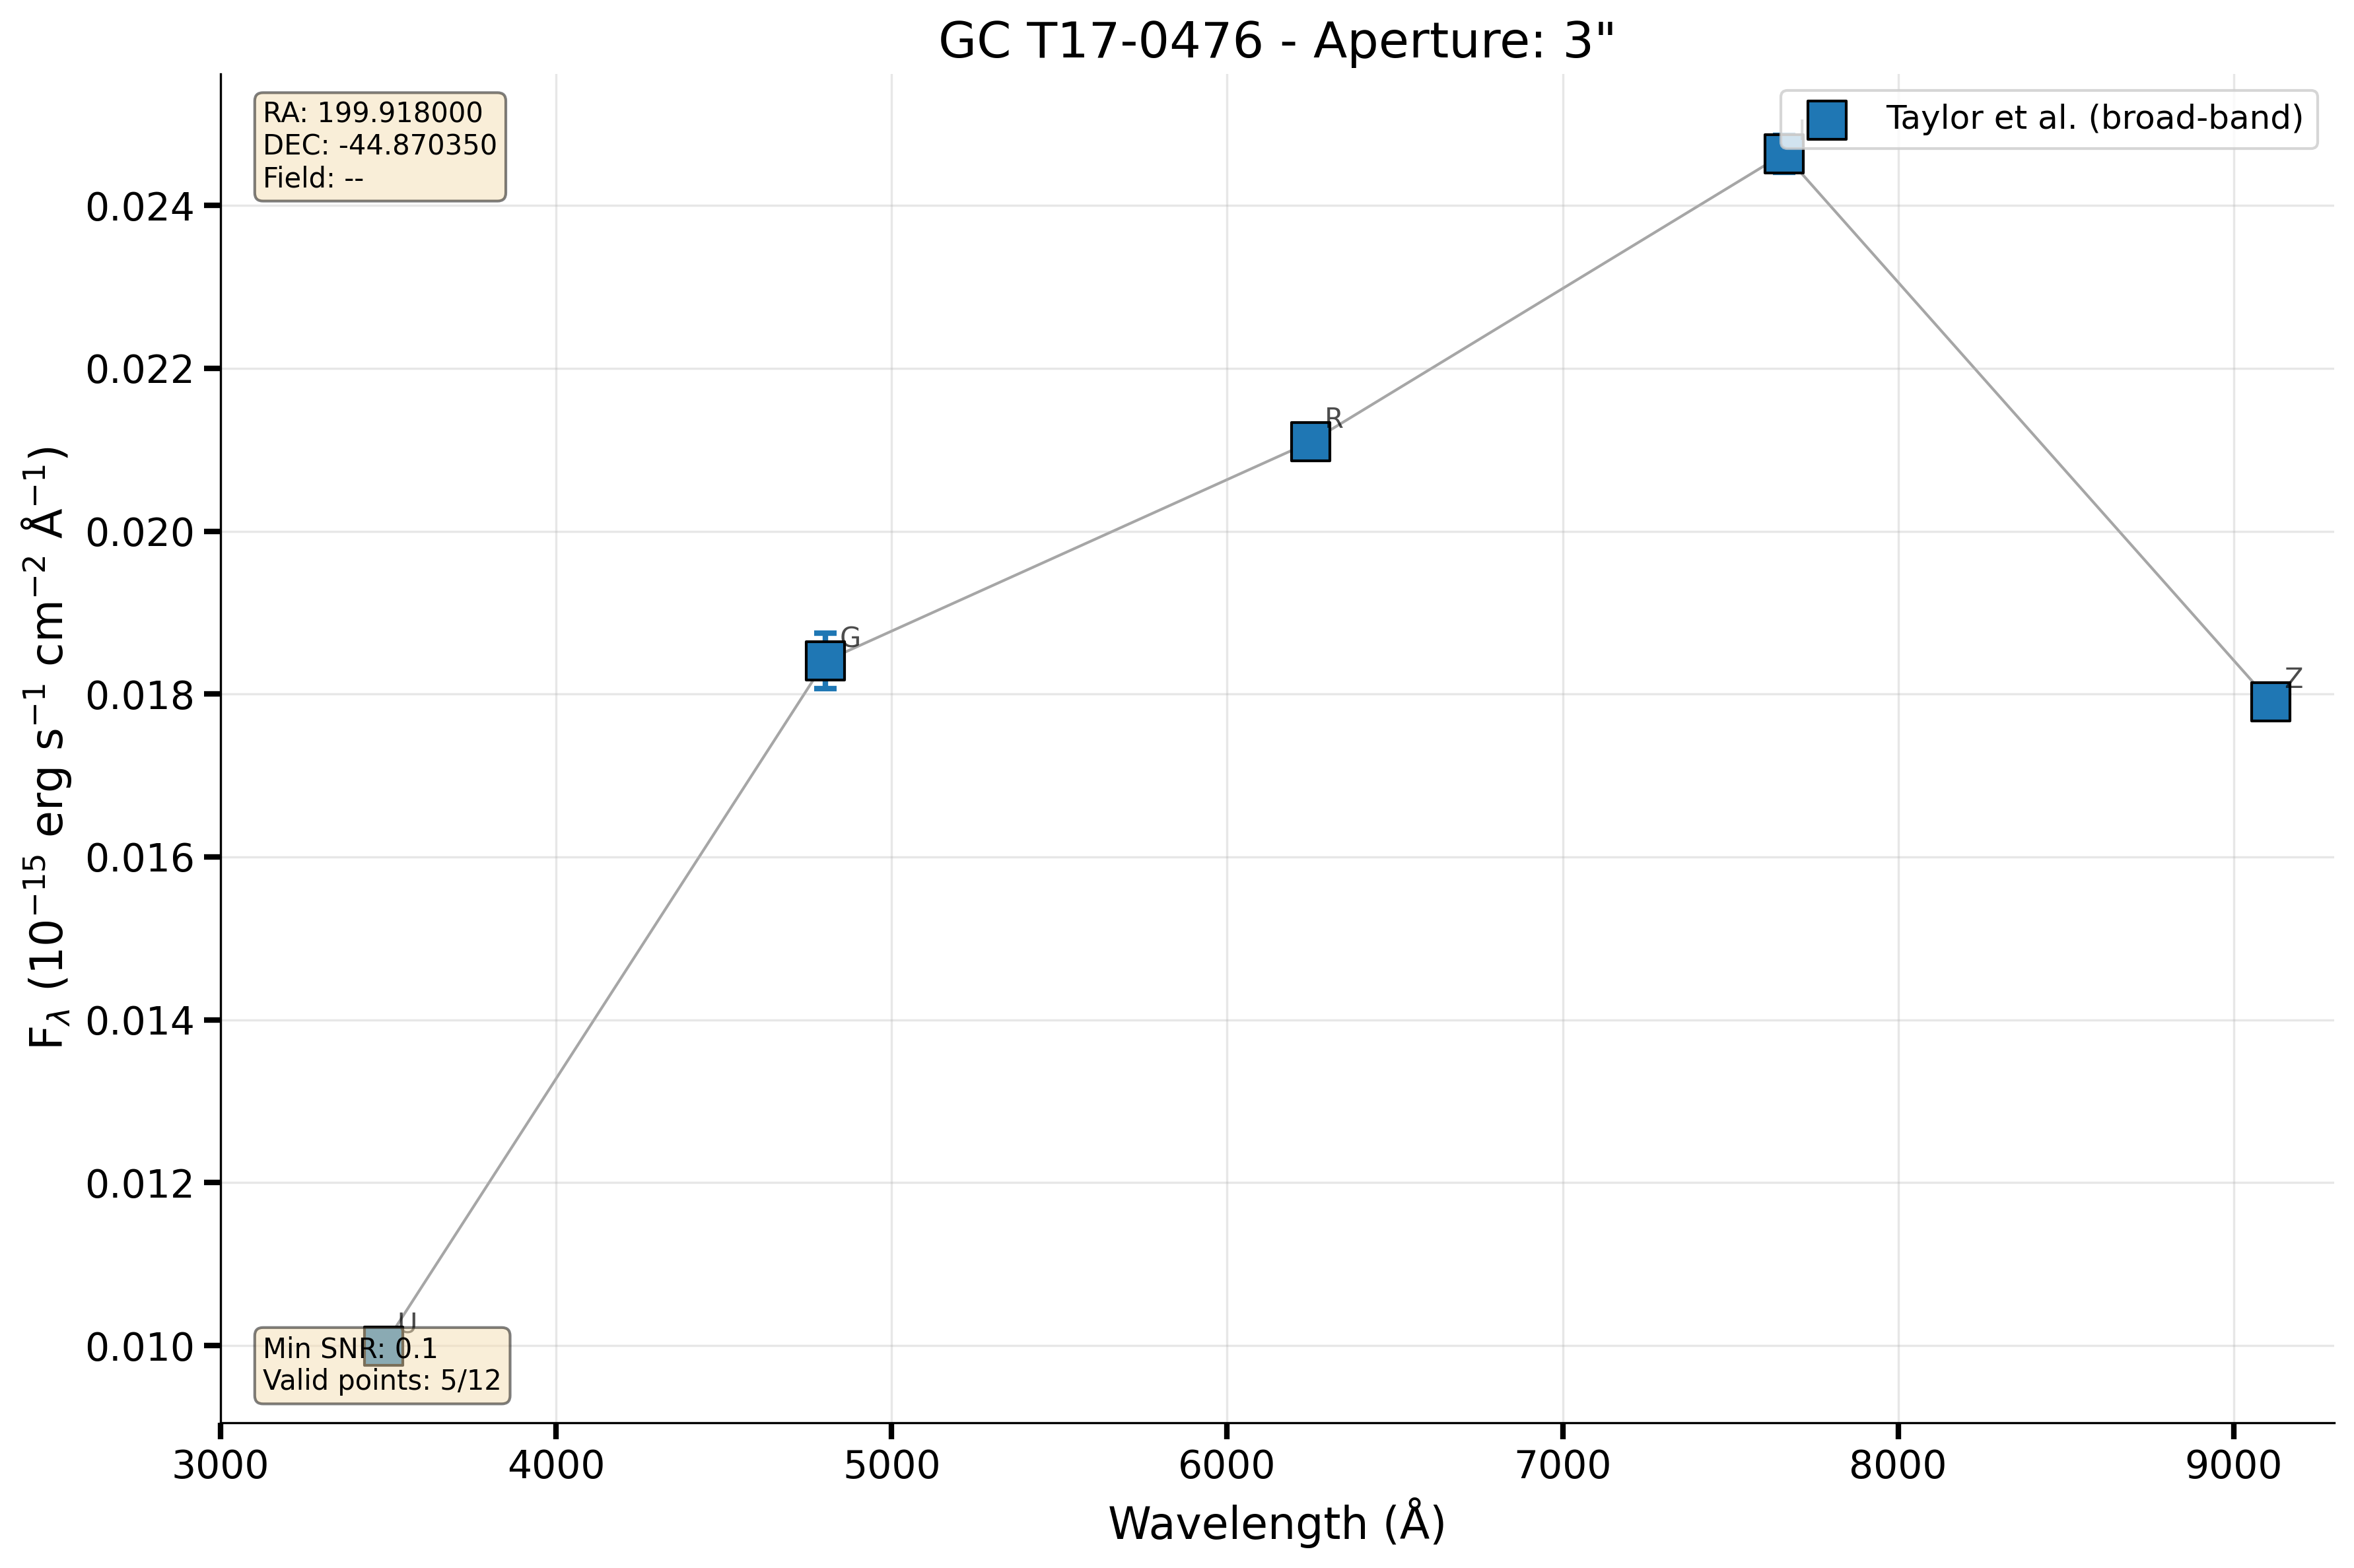 GC T17-0476 - Aperture: 3"
RA: 199.918000
DEC: -44.870350
Field: --
Taylor et al. (broad-band)
0.024
0.022
0.020
0.018
0.016
0.014
0.012
0.010
F_λ (10⁻¹⁵ erg s⁻¹ cm⁻² Å⁻¹)
R
G
Z
U
Min SNR: 0.1
Valid points: 5/12
3000 4000 5000 6000 7000 8000 9000
Wavelength (Å)